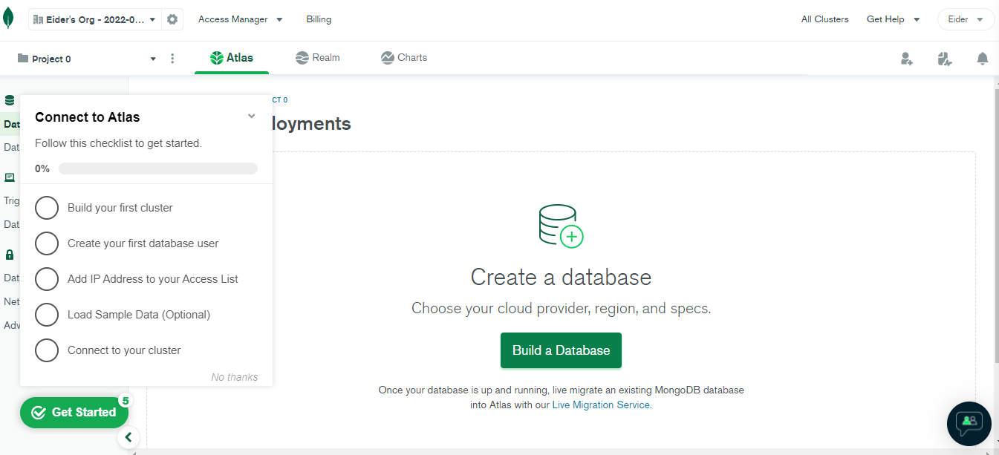 Eider's Org - 2022-0...
Access Manager
Billing
All Clusters
Get Help
Eider
Project 0
Atlas
Realm
Charts
CT 0
loyments
Dat
Dat
Trig
Dat
Dat
Net
Adv
Connect to Atlas
Follow this checklist to get started.
0%
Build your first cluster
Create your first database user
Add IP Address to your Access List
Load Sample Data (Optional)
Connect to your cluster
No thanks
Get Started
5
Create a database
Choose your cloud provider, region, and specs.
Build a Database
Once your database is up and running, live migrate an existing MongoDB database
into Atlas with our Live Migration Service.